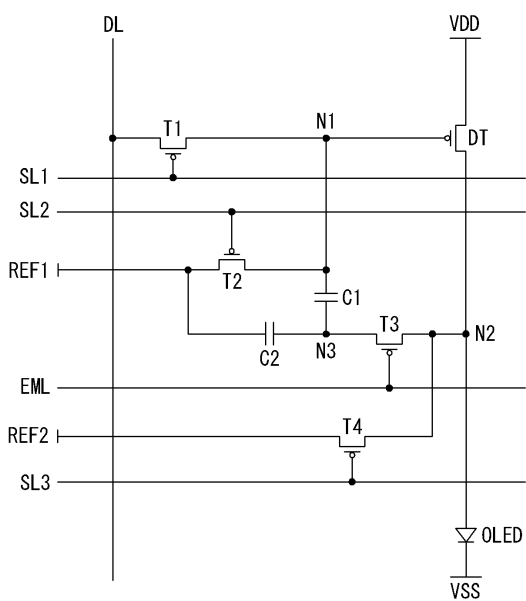 DL
VDD
T1
N1
DT
SL1
SL2
REF1
T2
C1
T3
C2
N3
N2
EML
REF2
T4
SL3
OLED
VSS